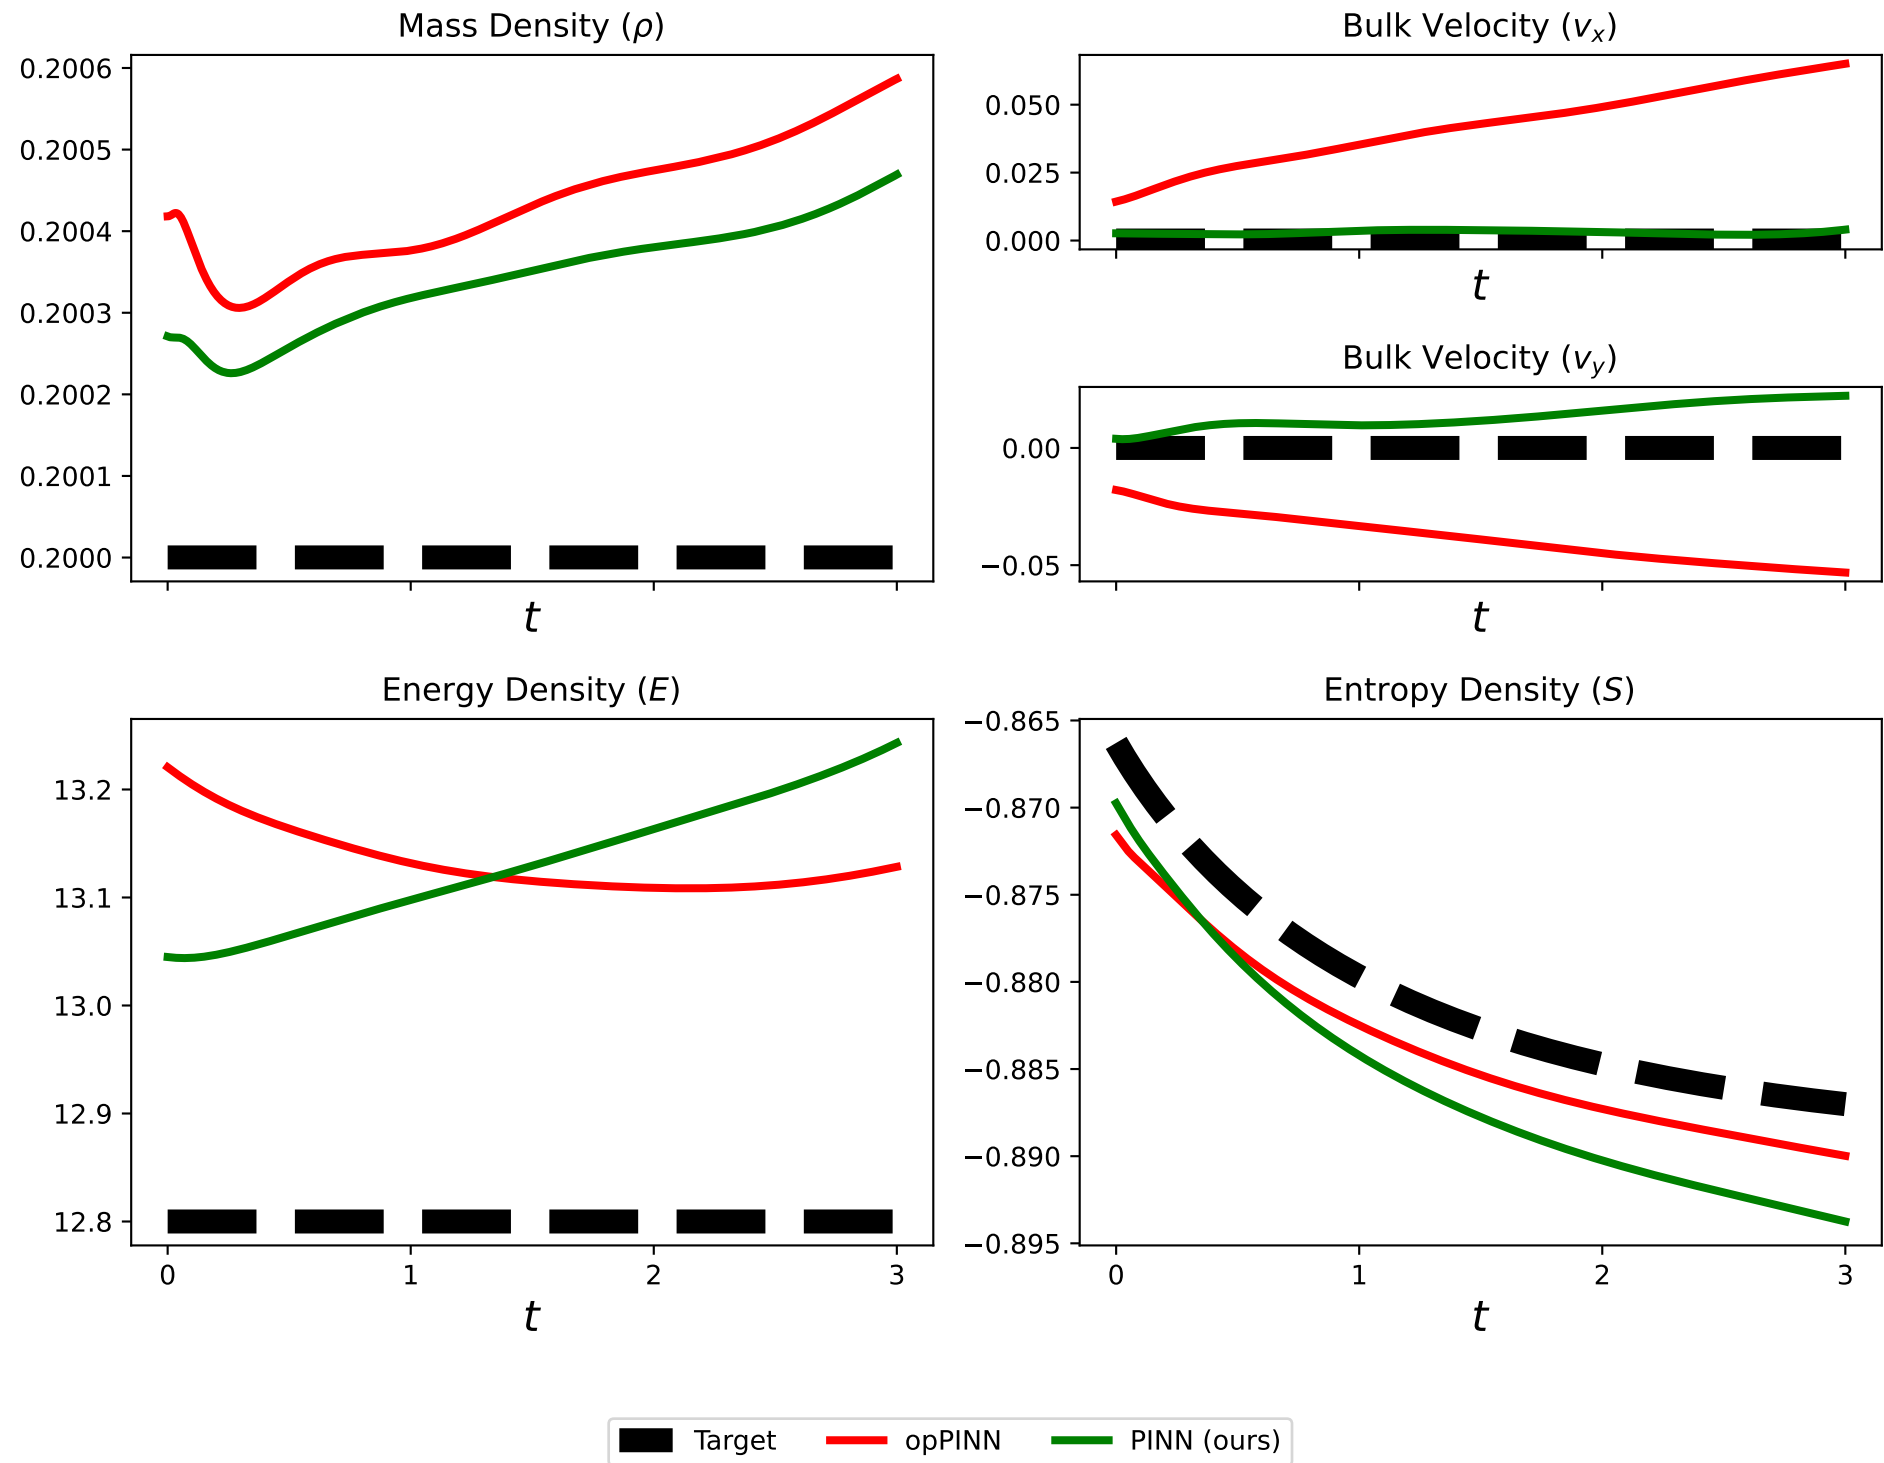 Mass Density (ρ)
0.2006
0.2005
0.2004
0.2003
0.2002
0.2001
0.2000
t
Bulk Velocity (vₓ)
0.050
0.025
0.000
t
Bulk Velocity (v_y)
0.00
−0.05
t
Energy Density (E)
13.2
13.1
13.0
12.9
12.8
0 1 2 3
t
Entropy Density (S)
−0.865
−0.870
−0.875
−0.880
−0.885
−0.890
−0.895
0 1 2 3
t
Target opPINN PINN (ours)